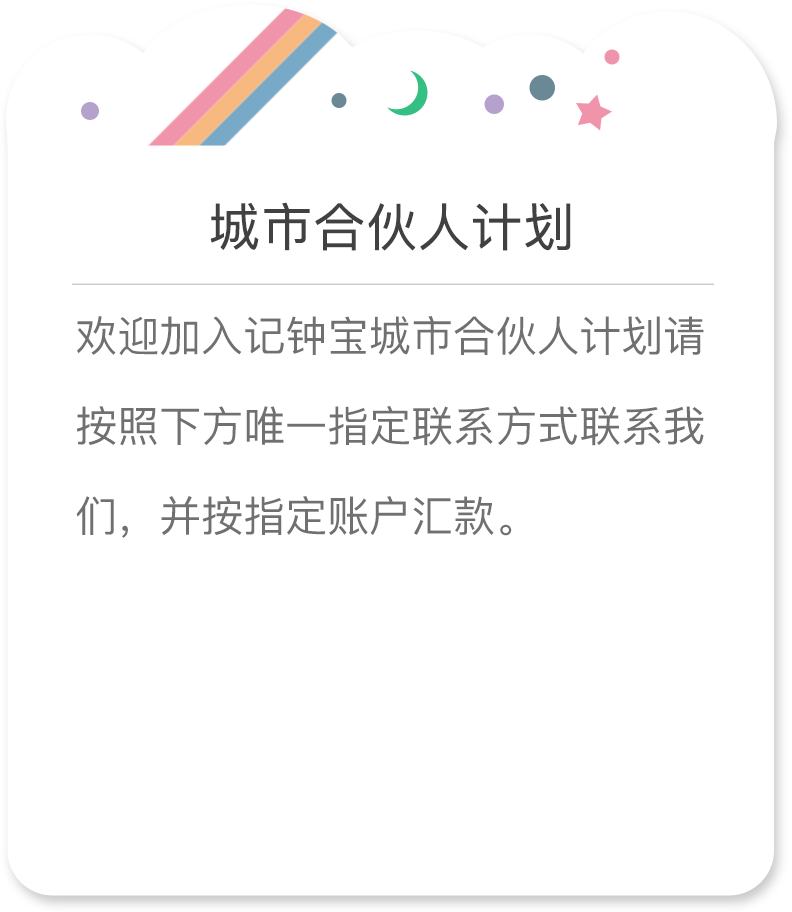 城市合伙人计划
欢迎加入记钟宝城市合伙人计划请
按照下方唯一指定联系方式联系我
们，并按指定账户汇款。